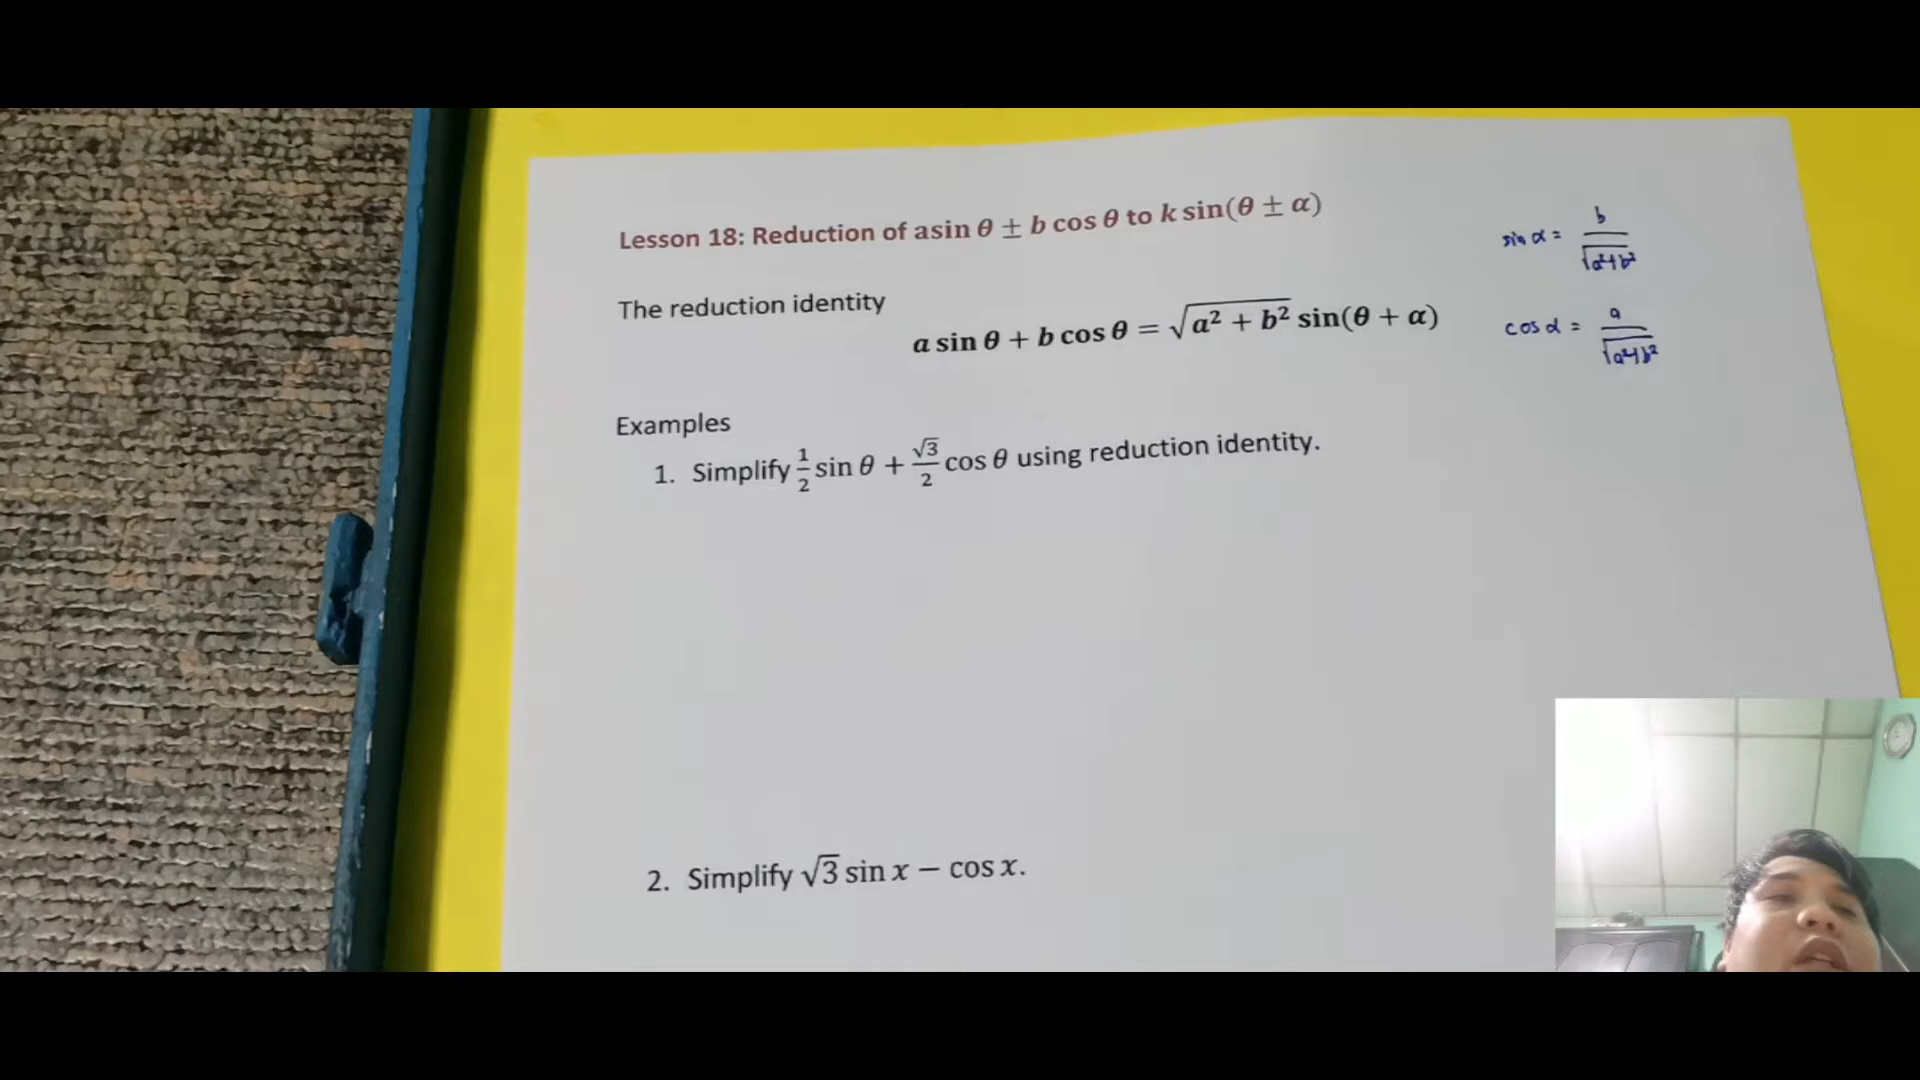 Lesson 18: Reduction of asin θ ± b cos θ to k sin(θ ± α)
sin α = b / √a²+b²
The reduction identity
a sin θ + b cos θ = √(a² + b²) sin(θ + α)
cos α = a / √a²+b²
Examples
1. Simplify 1/2 sin θ + √3/2 cos θ using reduction identity.
2. Simplify √3 sin x − cos x.